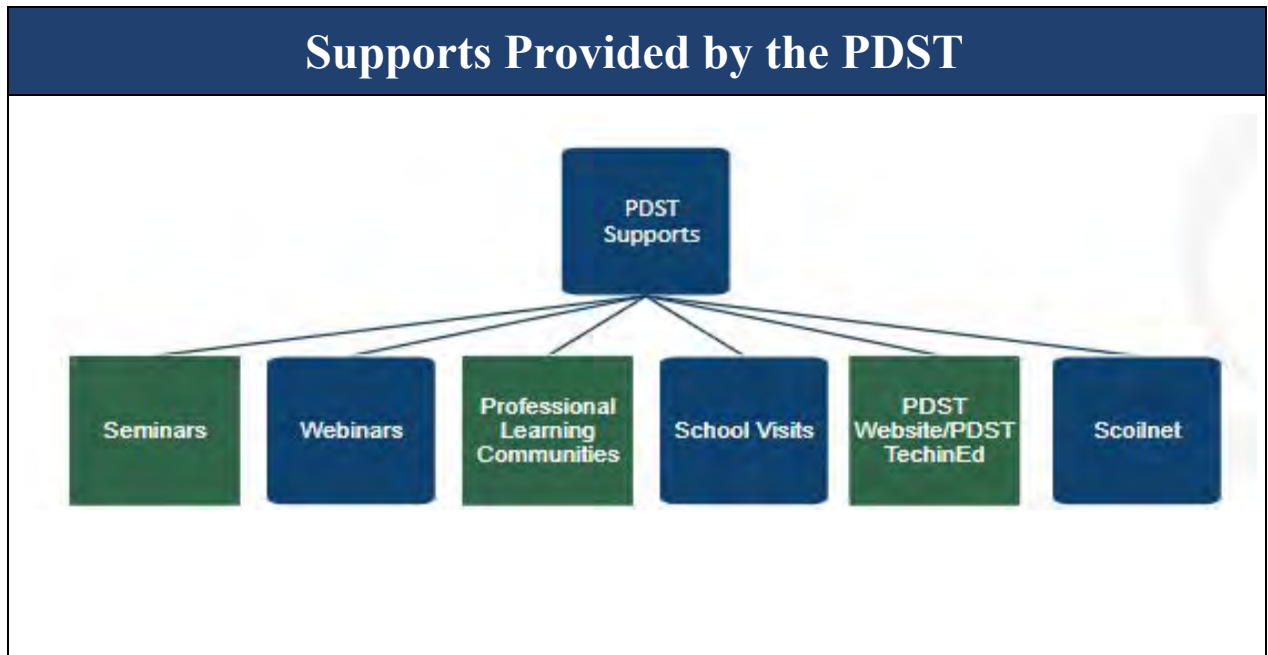 Supports Provided by the PDST
PDST
Supports
Seminars
Webinars
Professional
Learning
Communities
School Visits
PDST
Website/PDST
TechinEd
Scoilnet